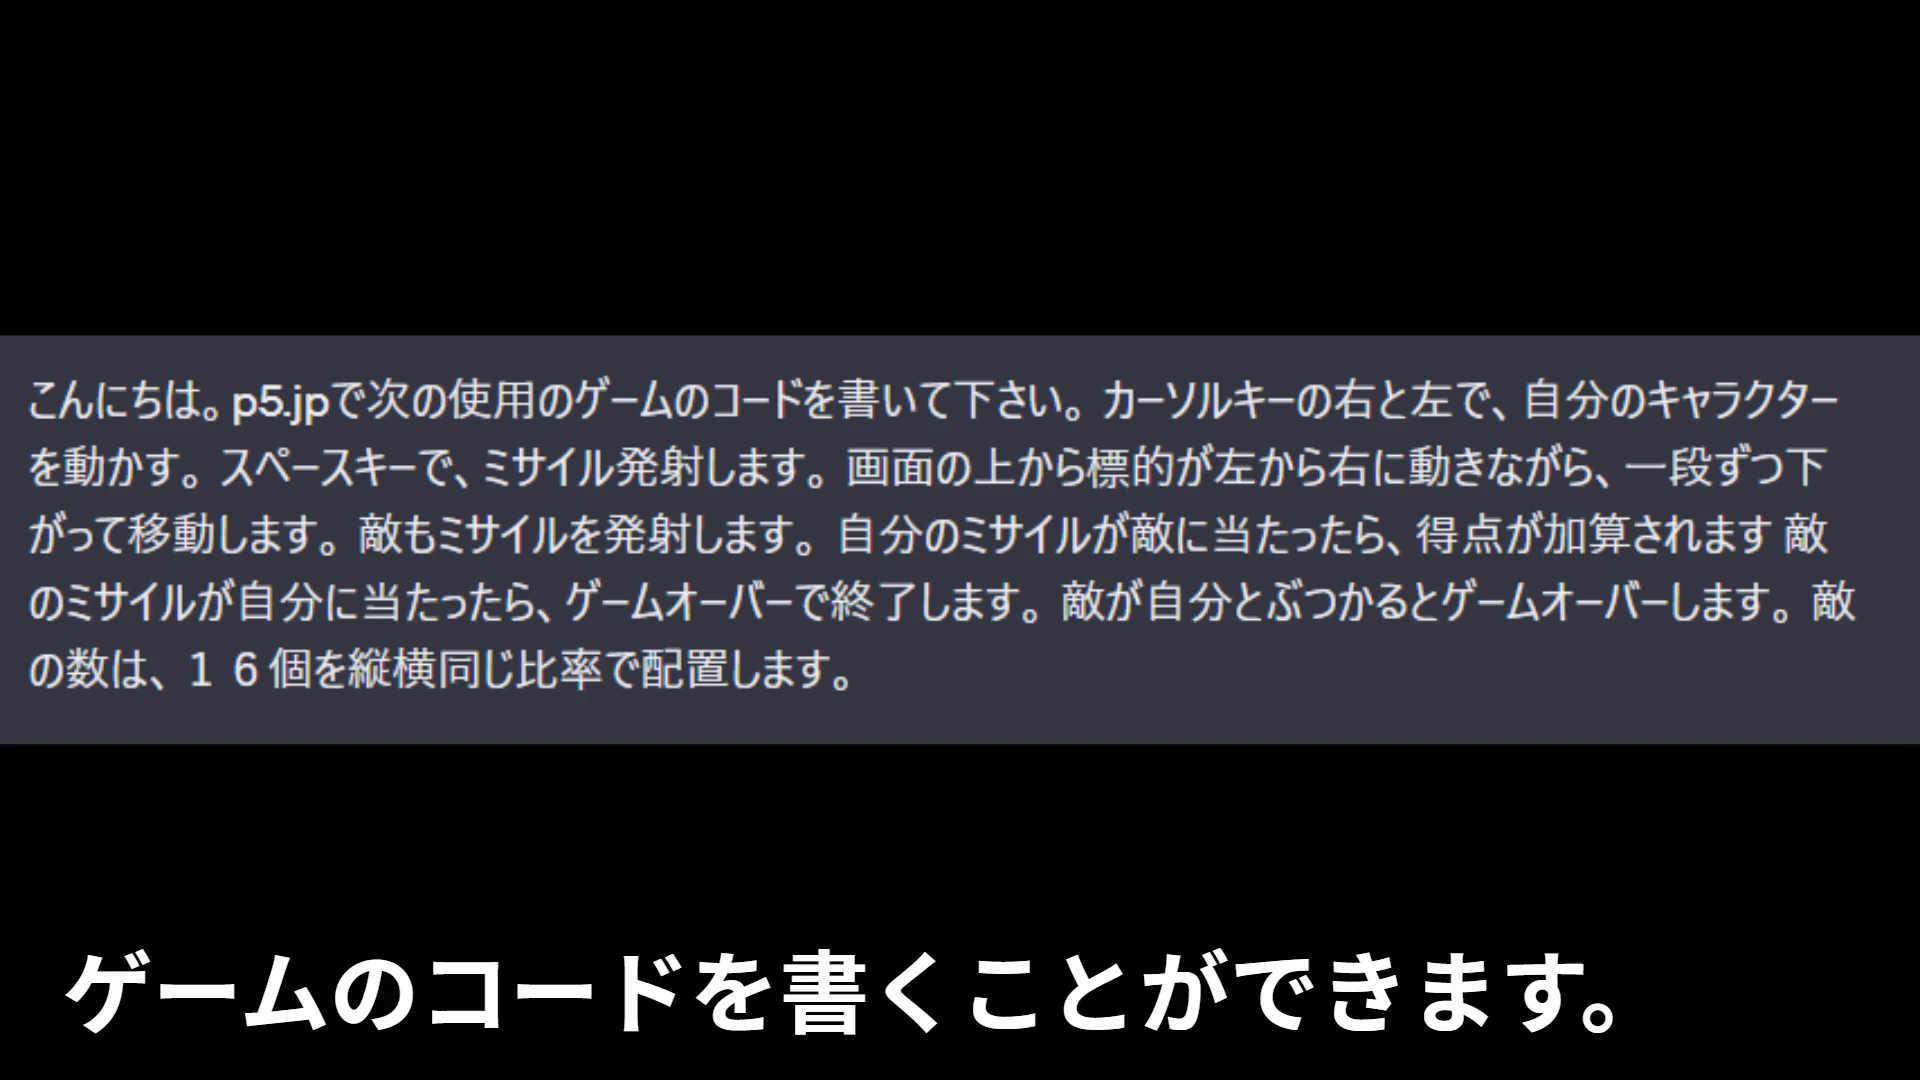 こんにちは。p5.jpで次の使用のゲームのコードを書いて下さい。カーソルキーの右と左で、自分のキャラクター
を動かす。スペースキーで、ミサイル発射します。画面の上から標的が左から右に動きながら、一段ずつ下
がって移動します。敵もミサイルを発射します。自分のミサイルが敵に当たったら、得点が加算されます 敵
のミサイルが自分に当たったら、ゲームオーバーで終了します。敵が自分とぶつかるとゲームオーバーします。敵
の数は、１６個を縦横同じ比率で配置します。
ゲームのコードを書くことができます。